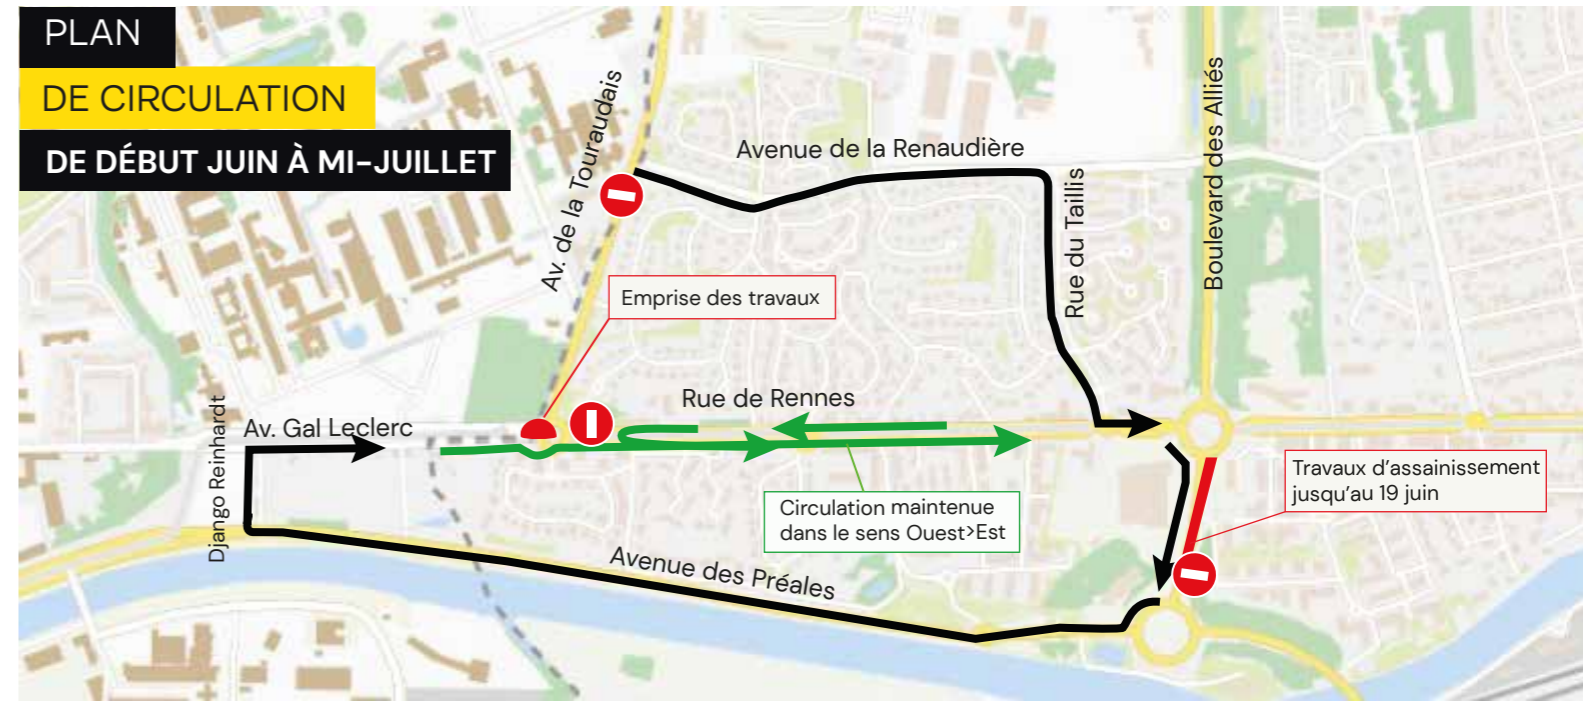 PLAN
DE CIRCULATION
DE DÉBUT JUIN À MI-JUILLET
Av. de la Touraudais
Avenue de la Renaudière
Rue du Taillis
Boulevard des Alliés
Emprise des travaux
Rue de Rennes
Av. Gal Leclerc
Django Reinhardt
Travaux d'assainissement
jusqu'au 19 juin
Circulation maintenue
dans le sens Ouest>Est
Avenue des Préales